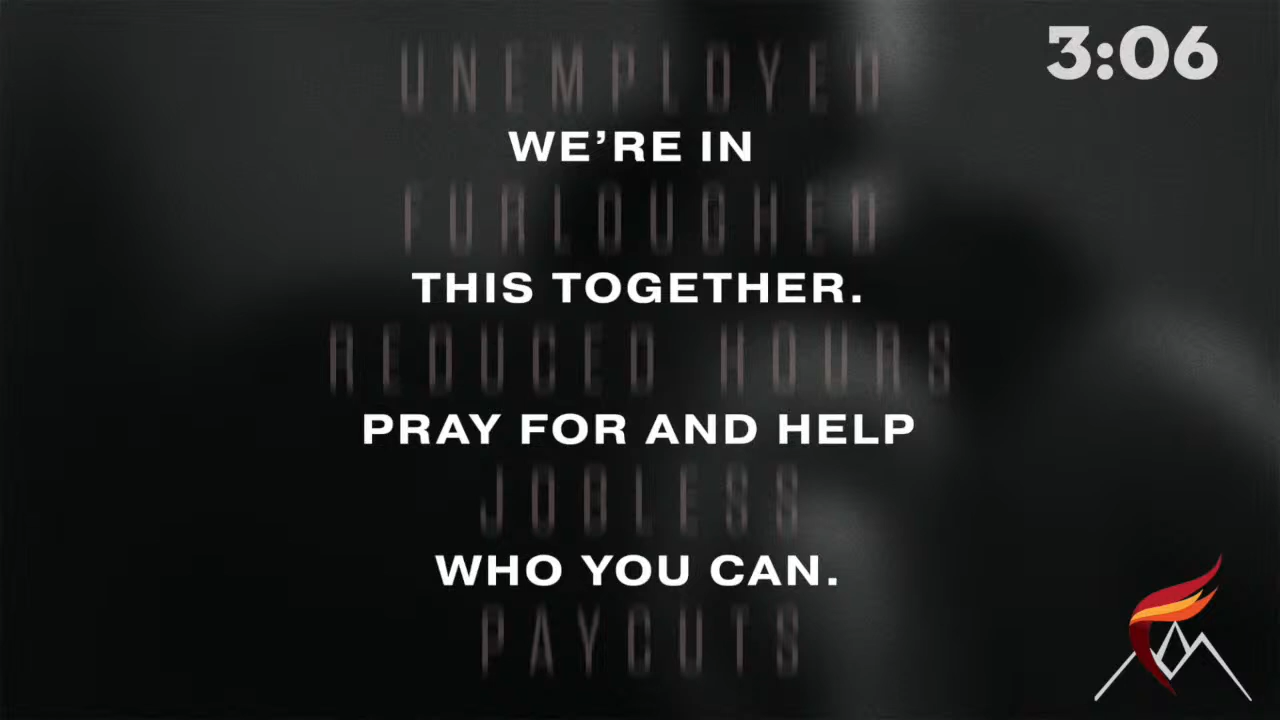 3:06
UNEMPLOYED
WE'RE IN
FURLOUGHED
THIS TOGETHER.
REDUCED HOURS
PRAY FOR AND HELP
JOBLESS
WHO YOU CAN.
PAYCUTS